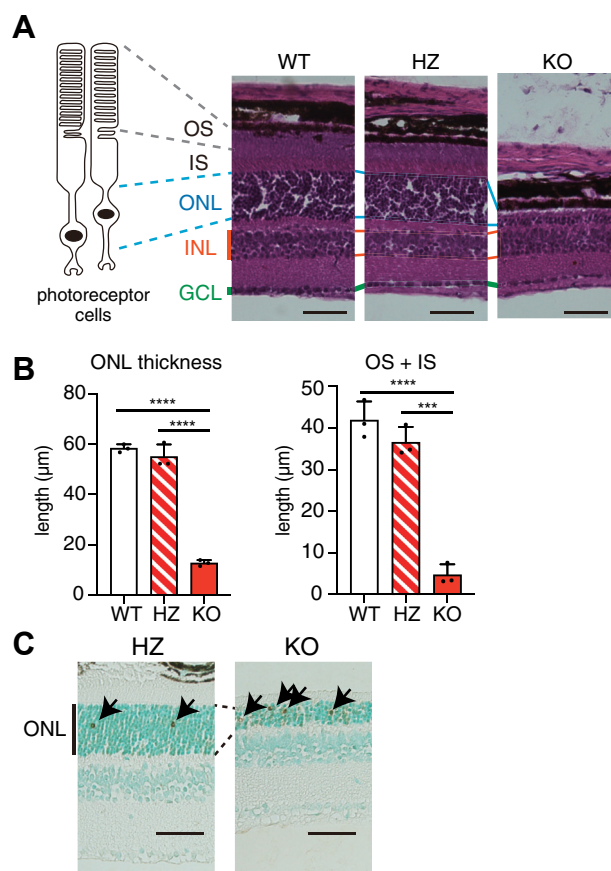 A
WT HZ KO
OS
IS
ONL
INL
GCL
photoreceptor
cells
B
ONL thickness
length (µm)
80
60
40
20
0
****
****
WT HZ KO
OS + IS
length (µm)
50
40
30
20
10
0
****
***
WT HZ KO
C
HZ KO
ONL